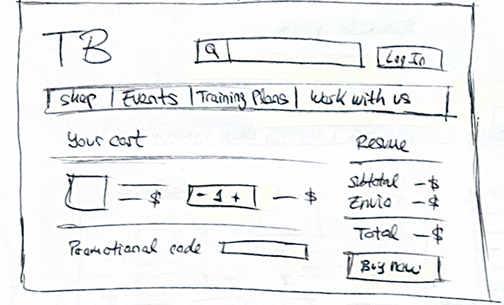 TB
Q
Log In
Shop | Events | Training Plans | Work with us
Your cart
Resume
— $ - 1 + — $
Subtotal — $
Envio — $
Total — $
Promotional code
Buy now